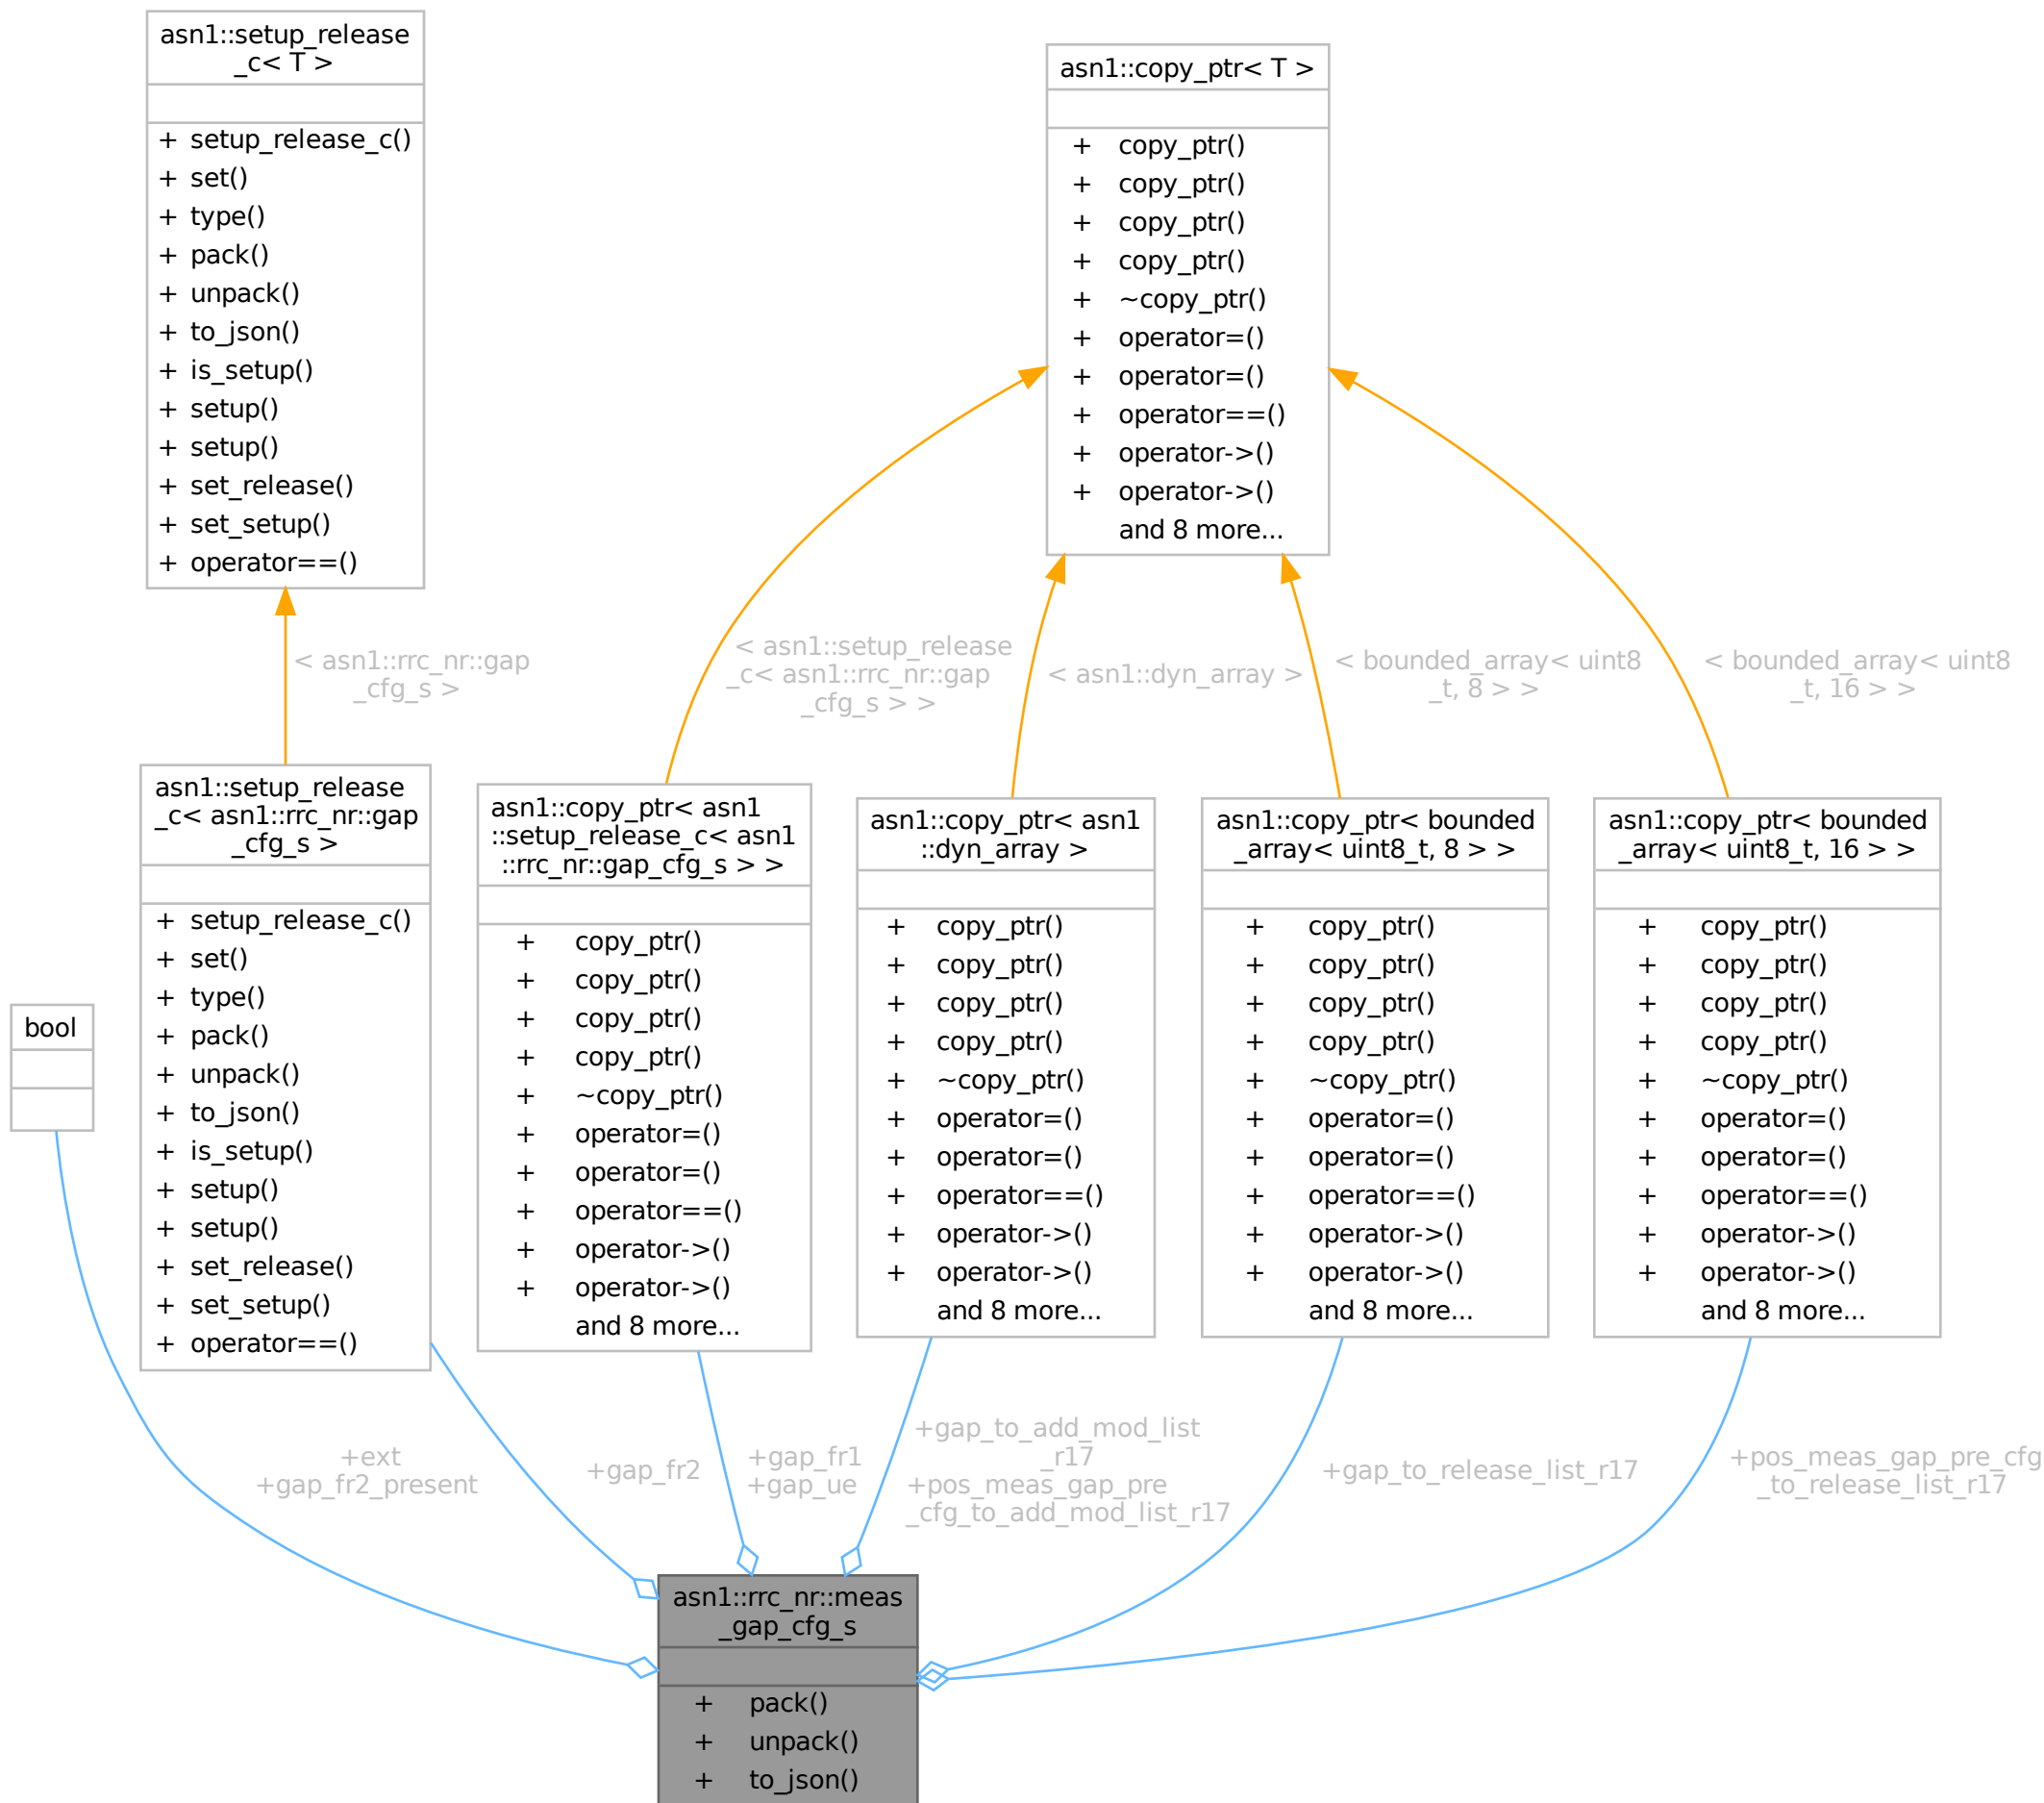 asn1::setup_release
_c< T >
+ setup_release_c()
+ set()
+ type()
+ pack()
+ unpack()
+ to_json()
+ is_setup()
+ setup()
+ setup()
+ set_release()
+ set_setup()
+ operator==()
asn1::copy_ptr< T >
+ copy_ptr()
+ copy_ptr()
+ copy_ptr()
+ copy_ptr()
+ ~copy_ptr()
+ operator=()
+ operator=()
+ operator==()
+ operator->()
+ operator->()
and 8 more...
< asn1::rrc_nr::gap
_cfg_s >
< asn1::setup_release
_c< asn1::rrc_nr::gap
_cfg_s > >
< asn1::dyn_array >
< bounded_array< uint8
_t, 8 > >
< bounded_array< uint8
_t, 16 > >
bool
asn1::setup_release
_c< asn1::rrc_nr::gap
_cfg_s >
+ setup_release_c()
+ set()
+ type()
+ pack()
+ unpack()
+ to_json()
+ is_setup()
+ setup()
+ setup()
+ set_release()
+ set_setup()
+ operator==()
asn1::copy_ptr< asn1
::setup_release_c< asn1
::rrc_nr::gap_cfg_s > >
+ copy_ptr()
+ copy_ptr()
+ copy_ptr()
+ copy_ptr()
+ ~copy_ptr()
+ operator=()
+ operator=()
+ operator==()
+ operator->()
+ operator->()
and 8 more...
asn1::copy_ptr< asn1
::dyn_array >
+ copy_ptr()
+ copy_ptr()
+ copy_ptr()
+ copy_ptr()
+ ~copy_ptr()
+ operator=()
+ operator=()
+ operator==()
+ operator->()
+ operator->()
and 8 more...
asn1::copy_ptr< bounded
_array< uint8_t, 8 > >
+ copy_ptr()
+ copy_ptr()
+ copy_ptr()
+ copy_ptr()
+ ~copy_ptr()
+ operator=()
+ operator=()
+ operator==()
+ operator->()
+ operator->()
and 8 more...
asn1::copy_ptr< bounded
_array< uint8_t, 16 > >
+ copy_ptr()
+ copy_ptr()
+ copy_ptr()
+ copy_ptr()
+ ~copy_ptr()
+ operator=()
+ operator=()
+ operator==()
+ operator->()
+ operator->()
and 8 more...
+ext
+gap_fr2_present
+gap_fr2
+gap_fr1
+gap_ue
+gap_to_add_mod_list
_r17
+pos_meas_gap_pre
_cfg_to_add_mod_list_r17
+gap_to_release_list_r17
+pos_meas_gap_pre_cfg
_to_release_list_r17
asn1::rrc_nr::meas
_gap_cfg_s
+ pack()
+ unpack()
+ to_json()